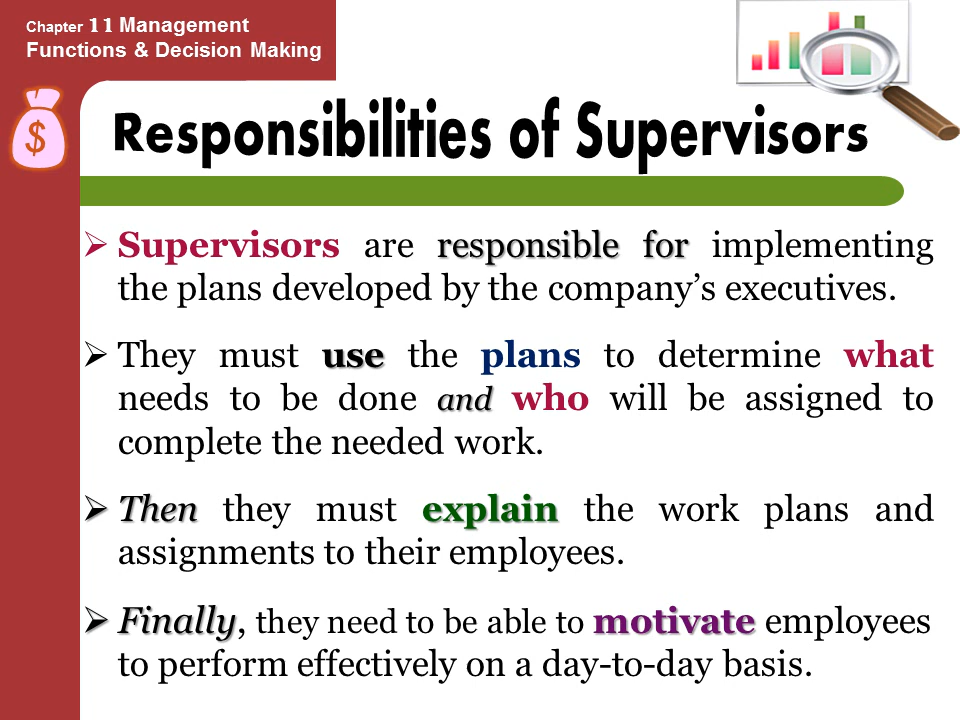 Chapter 11 Management
Functions & Decision Making
$
Responsibilities of Supervisors
➢ Supervisors are responsible for implementing
the plans developed by the company’s executives.
➢ They must use the plans to determine what
needs to be done and who will be assigned to
complete the needed work.
➢ Then they must explain the work plans and
assignments to their employees.
➢ Finally, they need to be able to motivate employees
to perform effectively on a day-to-day basis.